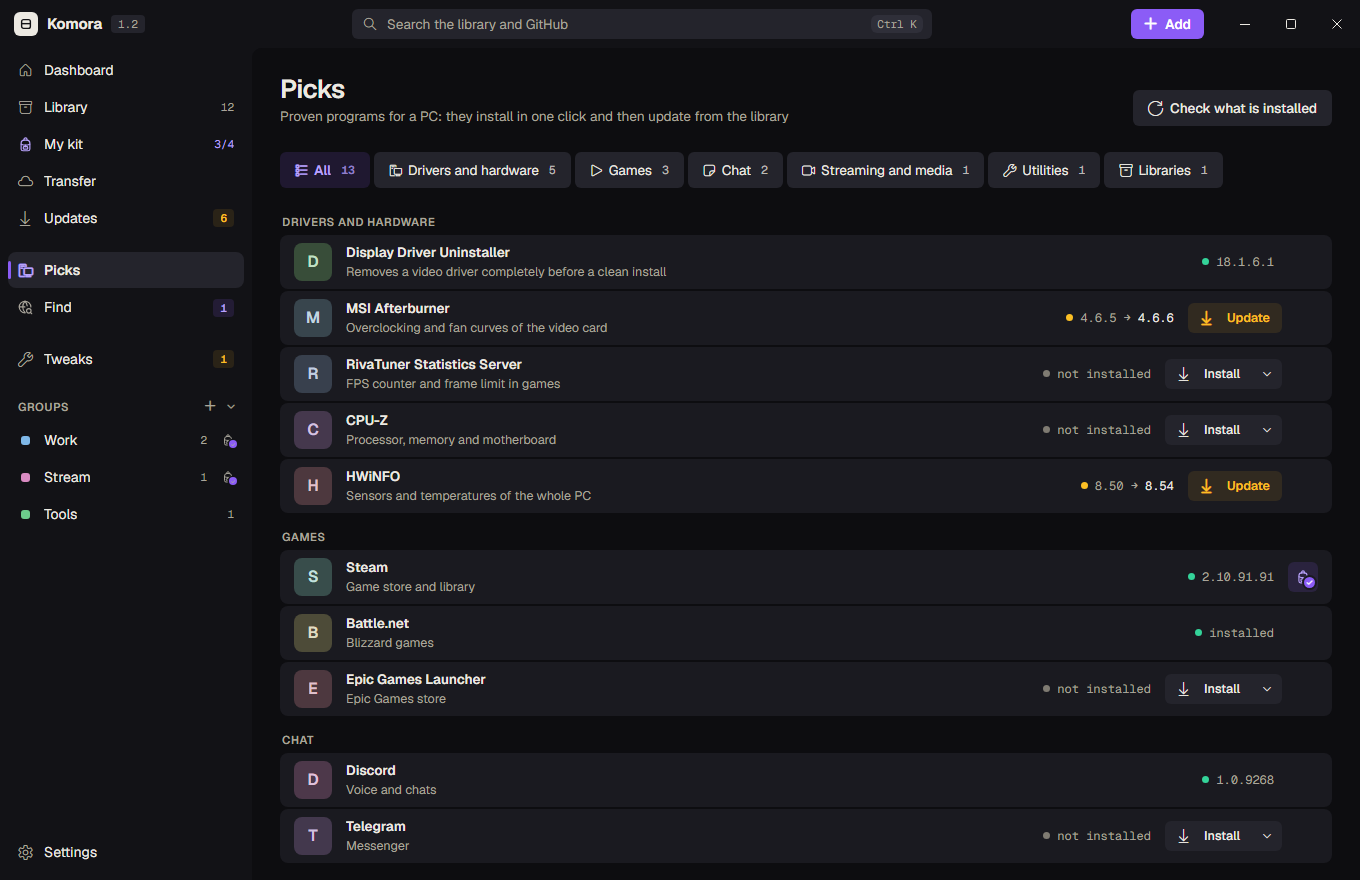 Komora 1.2
Search the library and GitHub Ctrl K
Add
Dashboard
Library 12
My kit 3/4
Transfer
Updates 6
Picks
Find 1
Tweaks 1
GROUPS
Work 2
Stream 1
Tools 1
Settings
Picks
Proven programs for a PC: they install in one click and then update from the library
Check what is installed
All 13
Drivers and hardware 5
Games 3
Chat 2
Streaming and media 1
Utilities 1
Libraries 1
DRIVERS AND HARDWARE
D
Display Driver Uninstaller
Removes a video driver completely before a clean install
18.1.6.1
M
MSI Afterburner
Overclocking and fan curves of the video card
4.6.5 → 4.6.6
Update
R
RivaTuner Statistics Server
FPS counter and frame limit in games
not installed
Install
C
CPU-Z
Processor, memory and motherboard
not installed
Install
H
HWiNFO
Sensors and temperatures of the whole PC
8.50 → 8.54
Update
GAMES
S
Steam
Game store and library
2.10.91.91
B
Battle.net
Blizzard games
installed
E
Epic Games Launcher
Epic Games store
not installed
Install
CHAT
D
Discord
Voice and chats
1.0.9268
T
Telegram
Messenger
not installed
Install